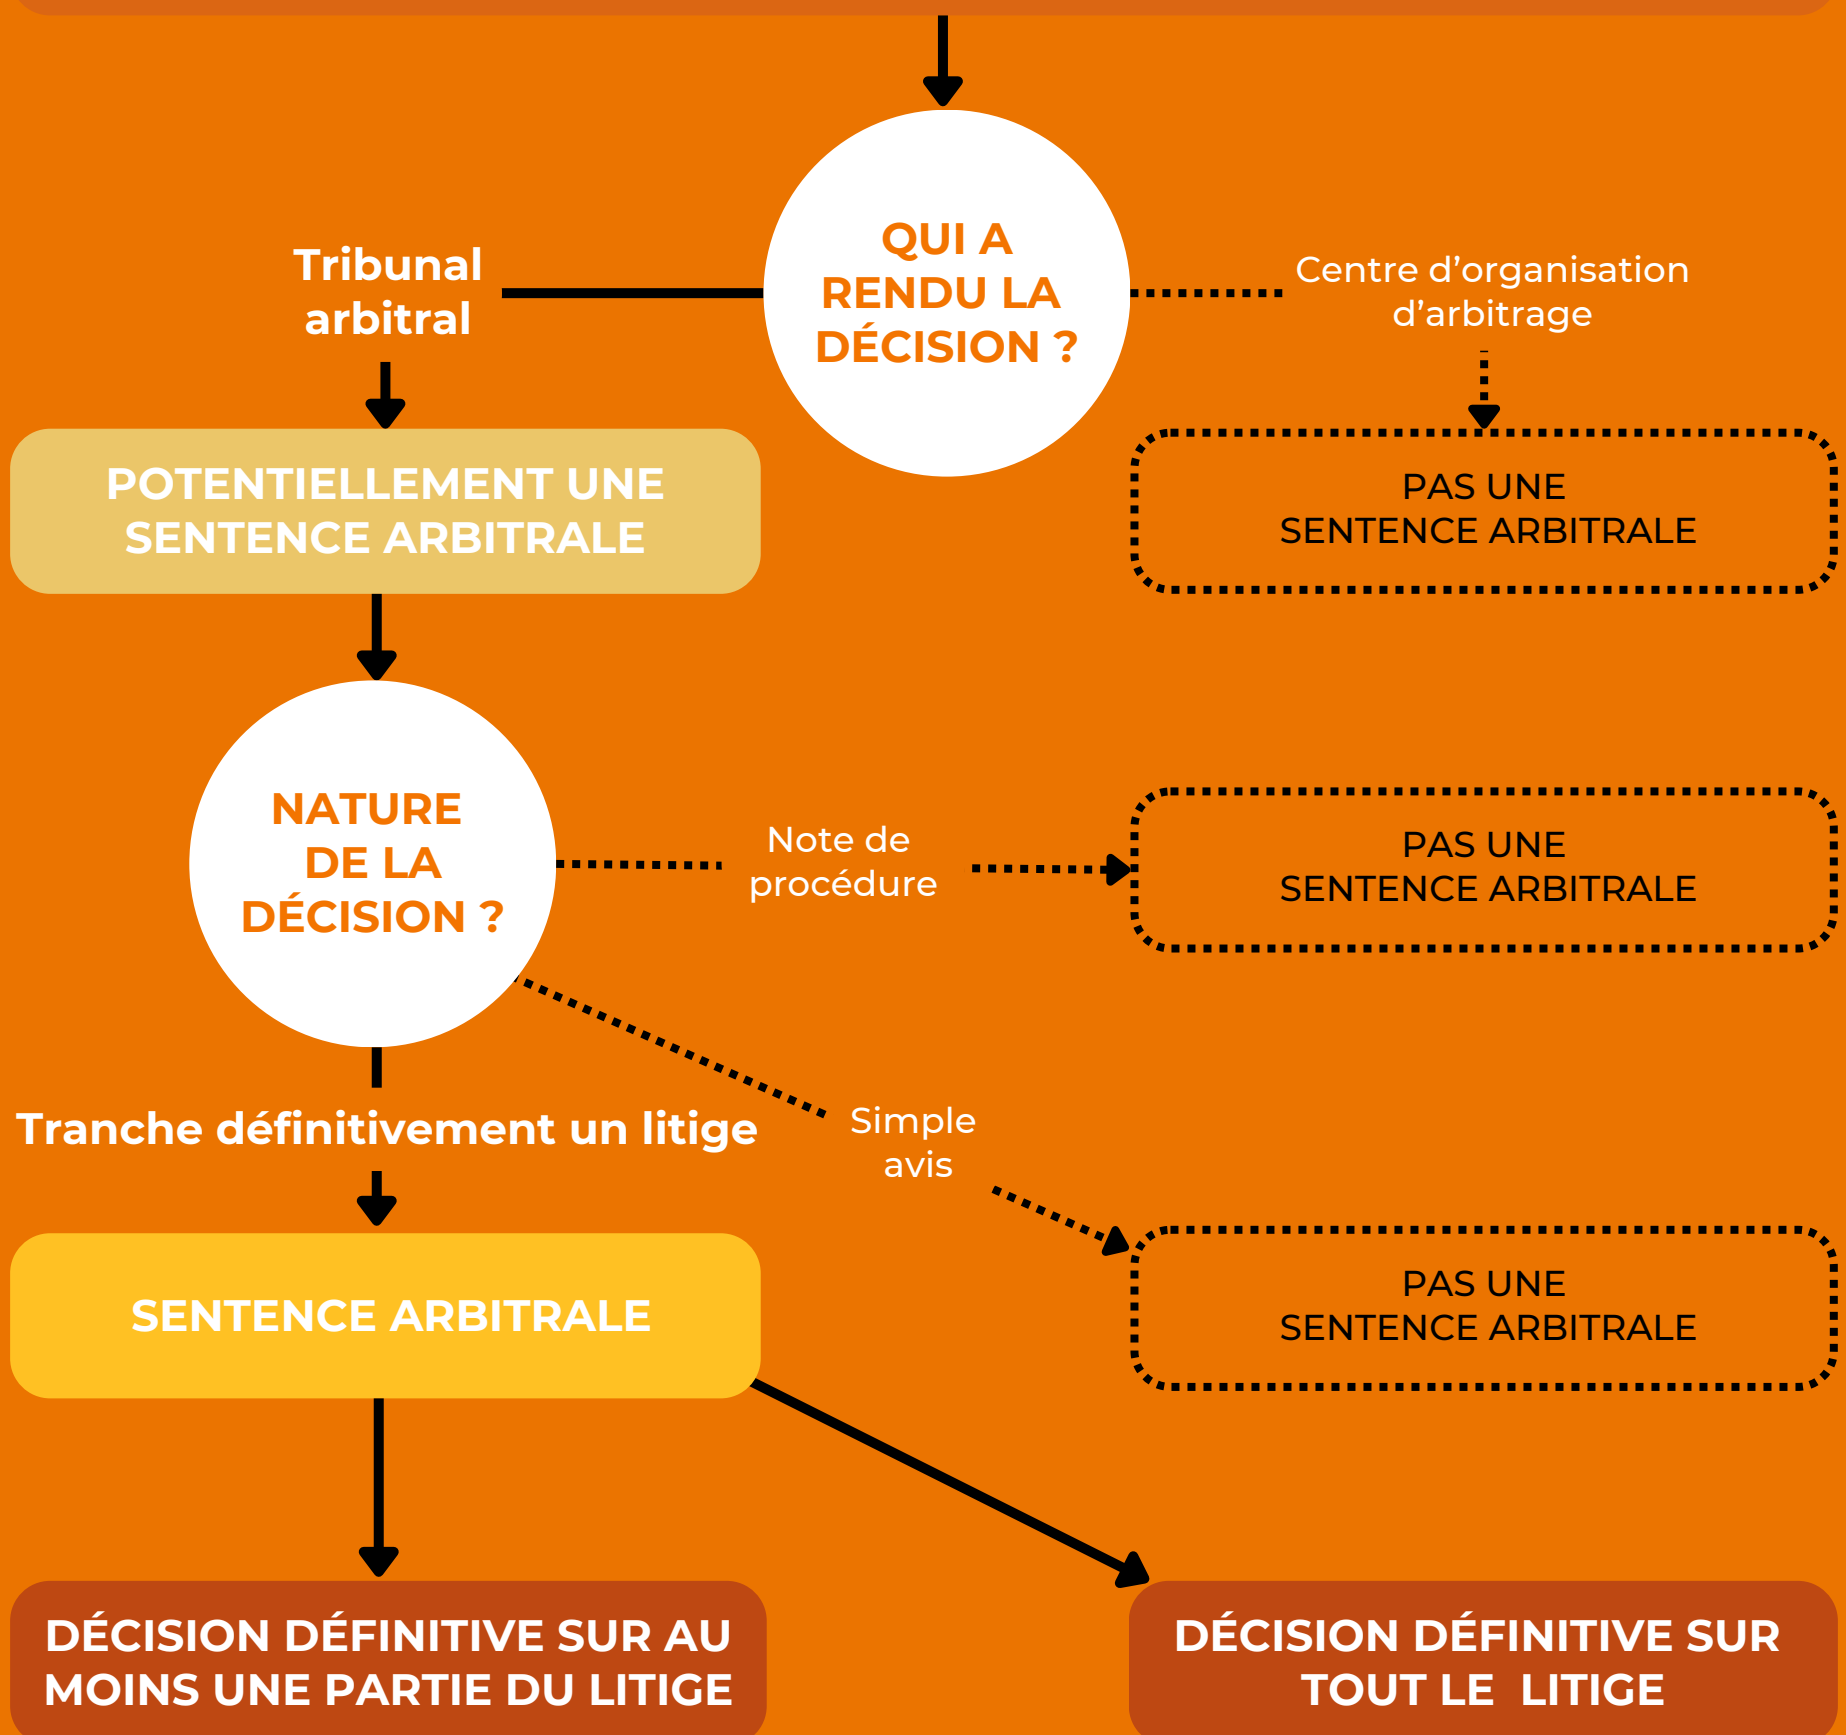 QUI A
RENDU LA
DÉCISION ?
Tribunal
arbitral
Centre d’organisation
d’arbitrage
POTENTIELLEMENT UNE
SENTENCE ARBITRALE
PAS UNE
SENTENCE ARBITRALE
NATURE
DE LA
DÉCISION ?
Note de
procédure
PAS UNE
SENTENCE ARBITRALE
Tranche définitivement un litige
Simple
avis
SENTENCE ARBITRALE
PAS UNE
SENTENCE ARBITRALE
DÉCISION DÉFINITIVE SUR AU
MOINS UNE PARTIE DU LITIGE
DÉCISION DÉFINITIVE SUR
TOUT LE LITIGE